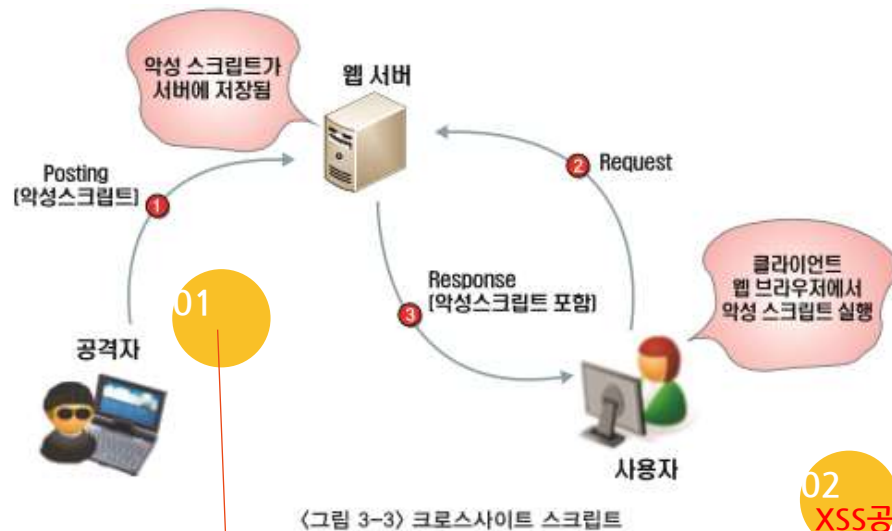 악성 스크립트가
서버에 저장됨
웹 서버
Posting
(악성스크립트)
1
2
Request
Response
(악성스크립트 포함)
3
클라이언트
웹 브라우저에서
악성 스크립트 실행
01
공격자
사용자
02
XSS공
<그림 3-3> 크로스사이트 스크립트